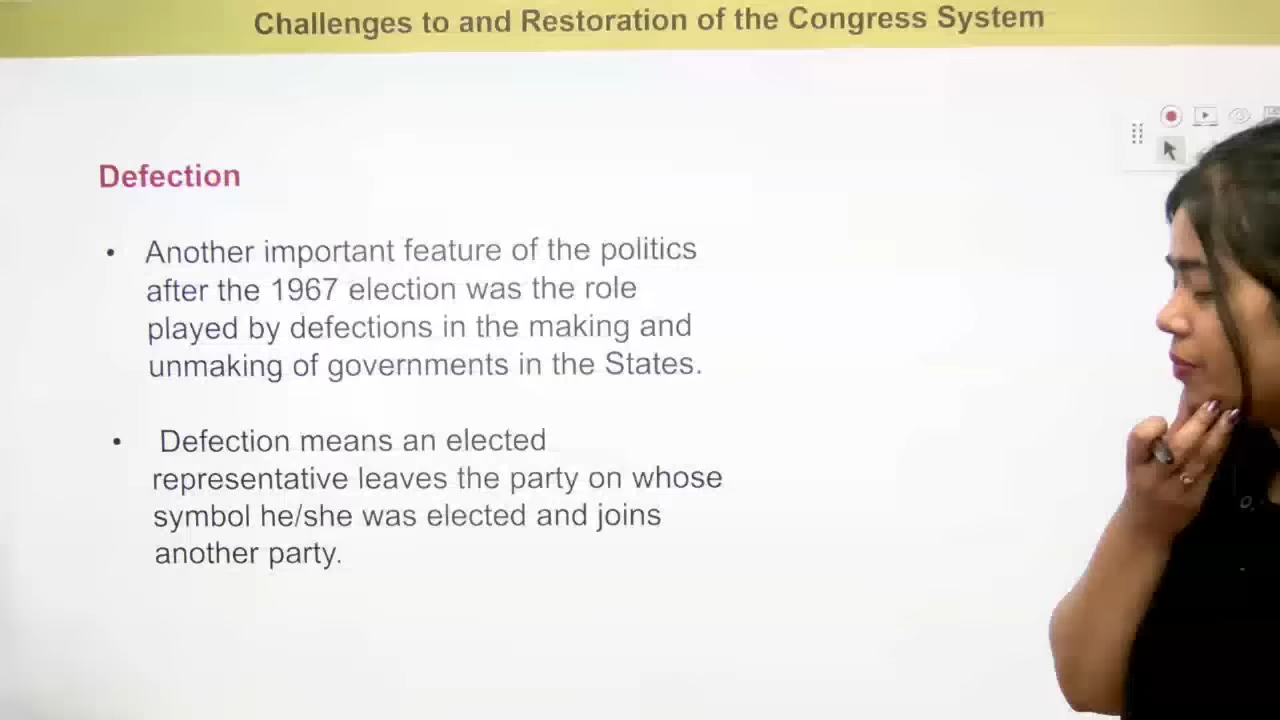 Challenges to and Restoration of the Congress System
Defection
• Another important feature of the politics
after the 1967 election was the role
played by defections in the making and
unmaking of governments in the States.
• Defection means an elected
representative leaves the party on whose
symbol he/she was elected and joins
another party.